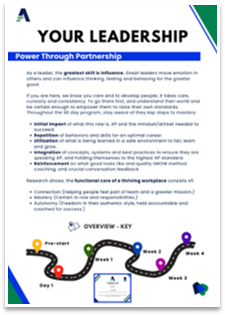 YOUR LEADERSHIP
Power Through Partnership
As a leader, the greatest skill is influence. Great leaders move emotion in
others and can influence thinking, feeling and behaving for the greater
good.
If you are here, we know you care and to develop people, it takes care,
curiosity and consistency. To go there first, and understand their world and
be certain enough to empower them to raise their own standards.
Throughout the 30 day program, stay aware of they key steps to mastery:
Initial impact of what this role is, AP and the mindset/skillset needed to
succeed.
Repetition of behaviors and skills for an optimal career.
Utilization of what is being learned in a safe environment to fail, learn
and grow.
Integration of concepts, systems and best practices to ensure they are
speaking AP, and holding themselves to the highest AP standard.
Reinforcement on what good looks like and quality
coaching, and crucial conversation feedback.
Research shows, the functional core of a thriving workplace consists of:
Connection (Helping people feel part of team and a greater mission.)
Mastery (Certain in role and responsibilities.)
Autonomy (Freedom in their authentic style, held accountable and
coached for success.)
OVERVIEW - KEY
Pre-start
Day 1
Week 1
Week 2
Week 3
Week 4